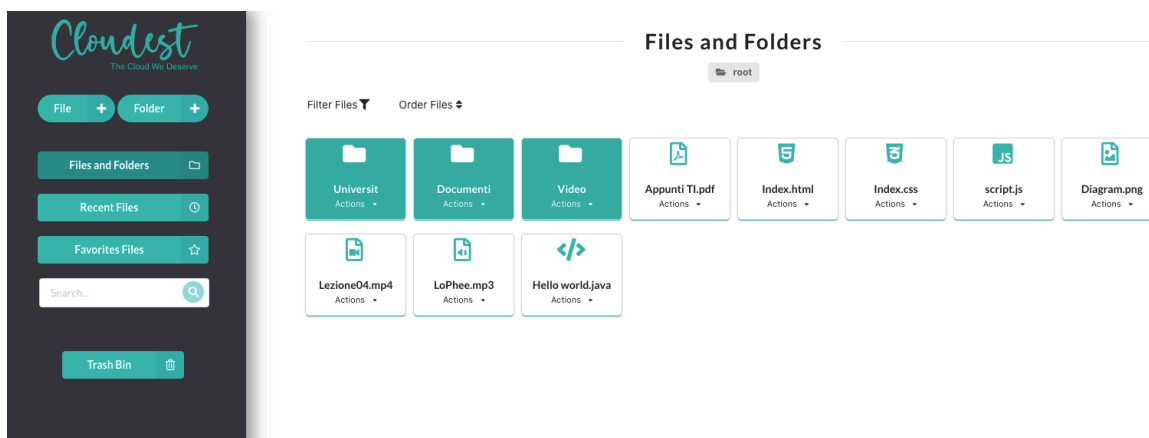 Cloudest
The Cloud We Deserve
File
Folder
Files and Folders
Recent Files
Favorites Files
Search...
Trash Bin
Files and Folders
root
Filter Files
Order Files
Universit
Actions
Documenti
Actions
Video
Actions
Appunti TI.pdf
Actions
Index.html
Actions
Index.css
Actions
JS
script.js
Actions
Diagram.png
Actions
Lezione04.mp4
Actions
LoPhee.mp3
Actions
Hello world.java
Actions